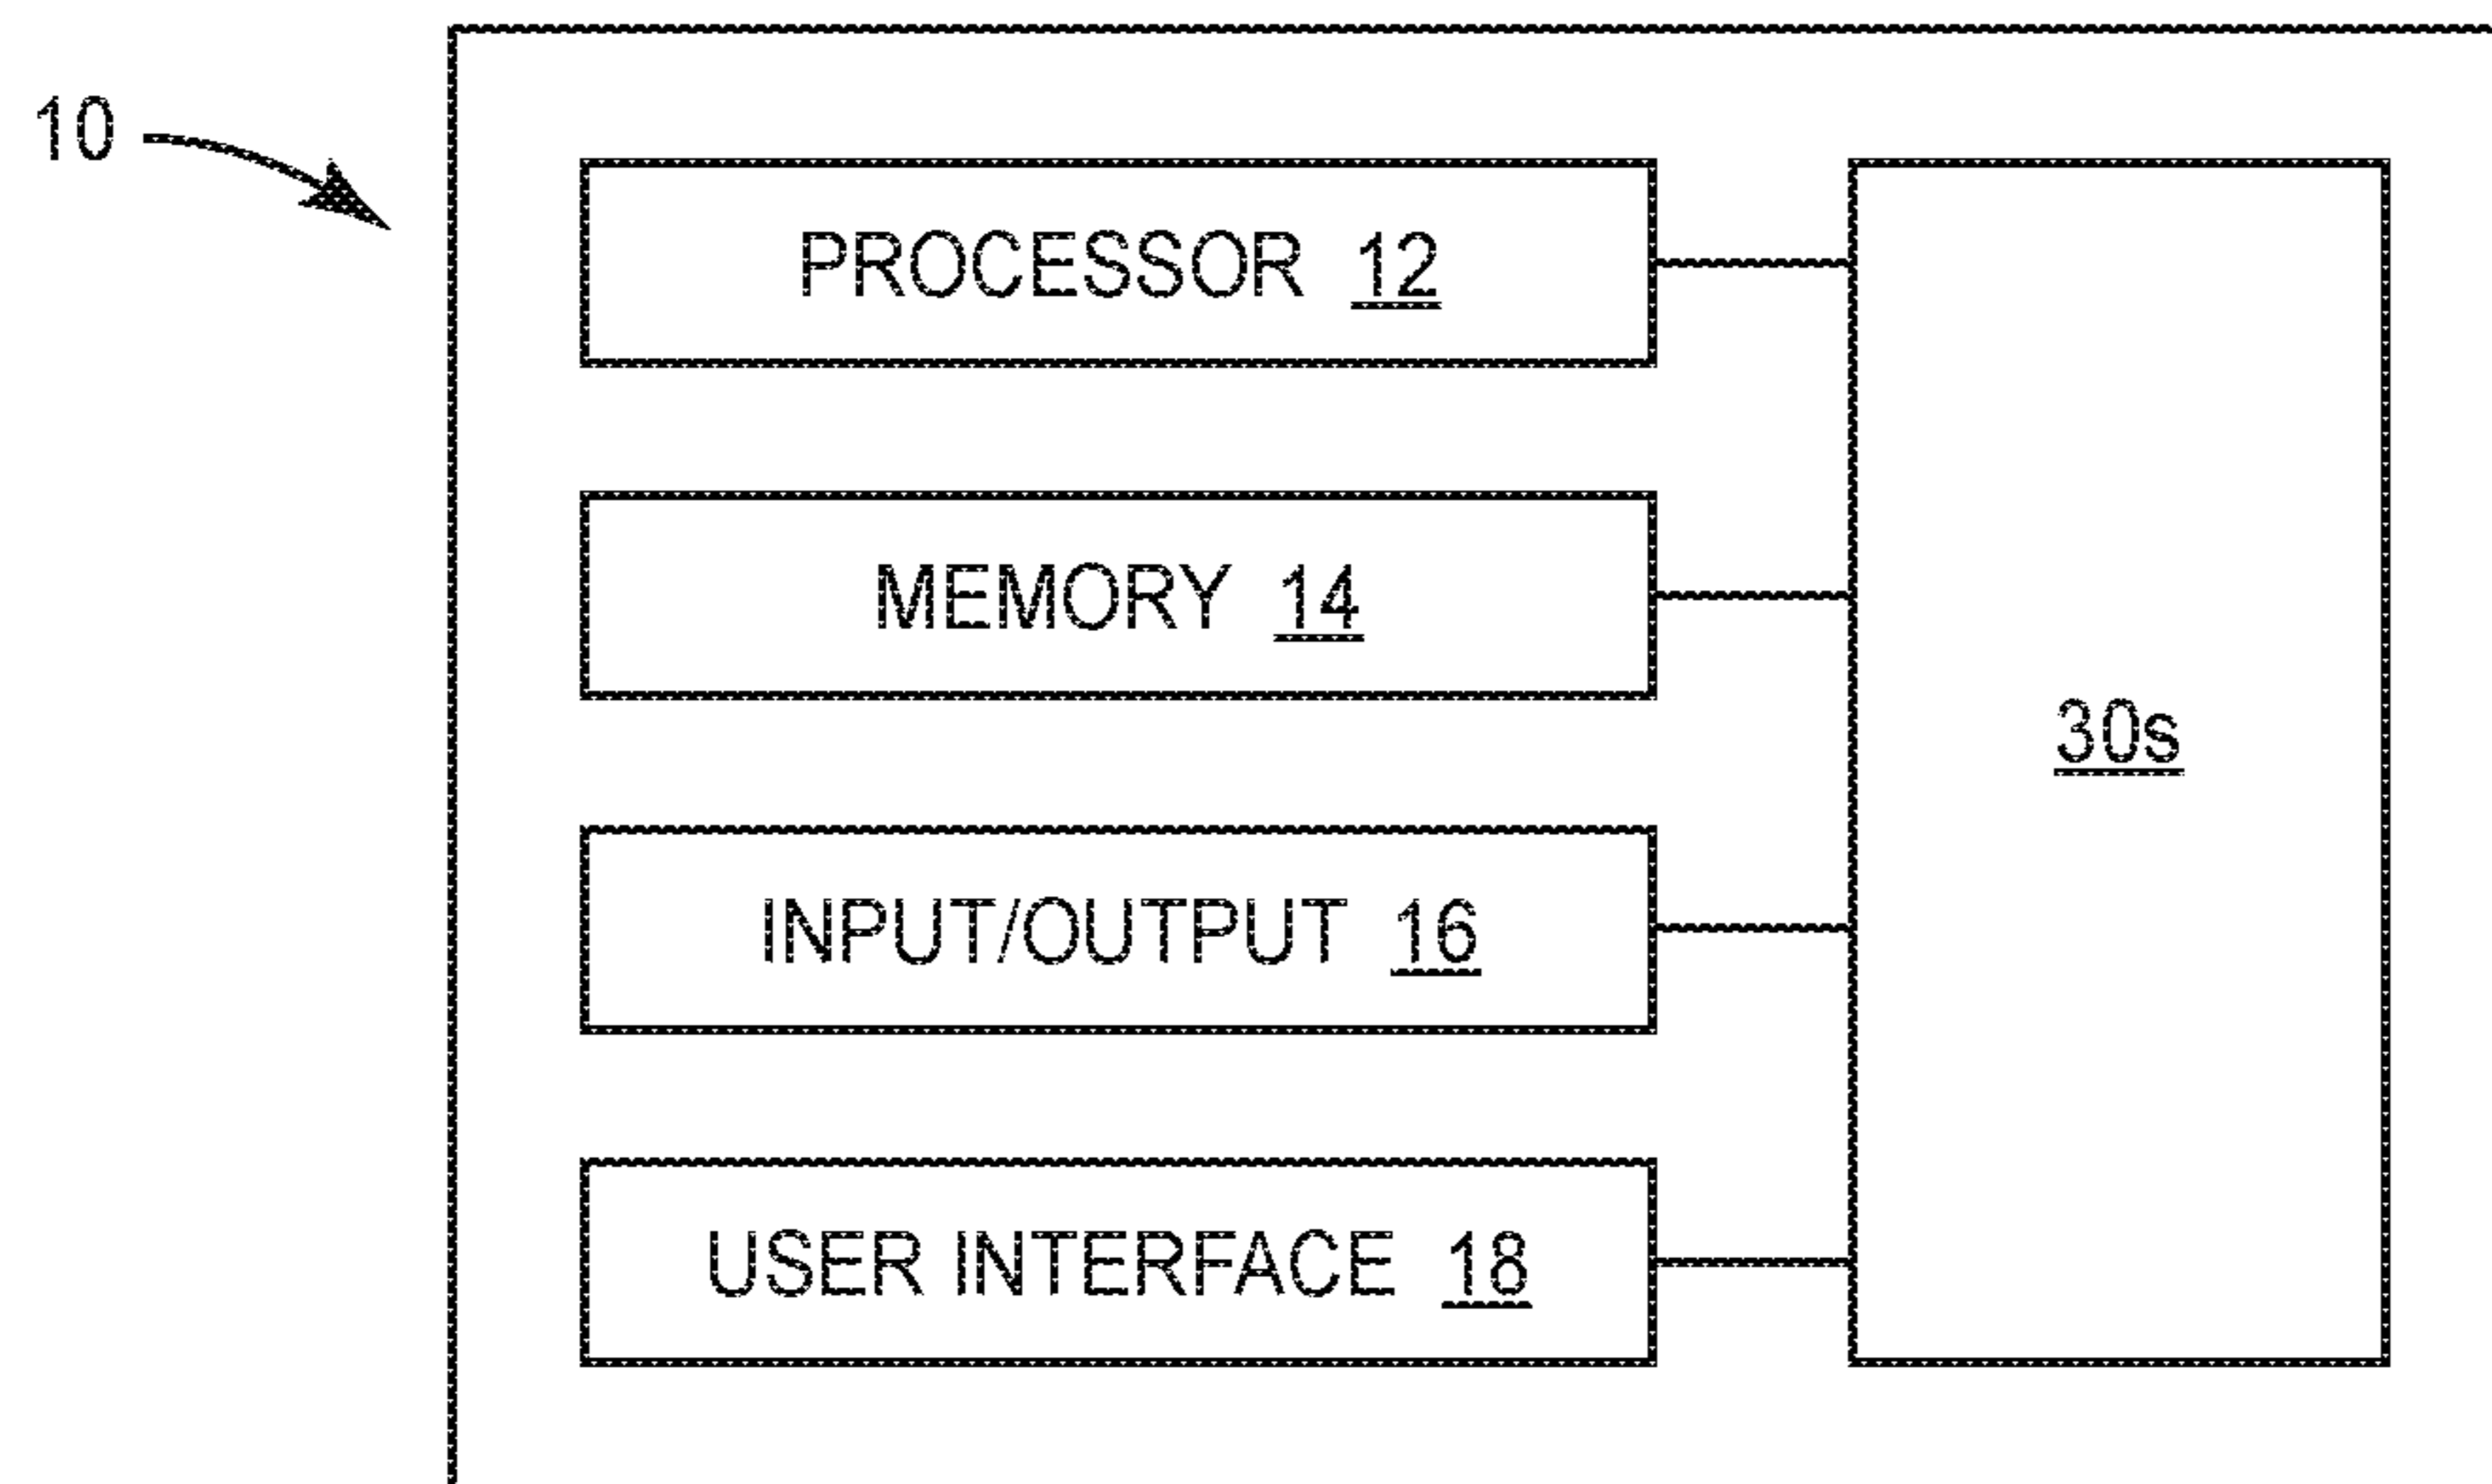 10
PROCESSOR 12
MEMORY 14
30s
INPUT/OUTPUT 16
USER INTERFACE 18